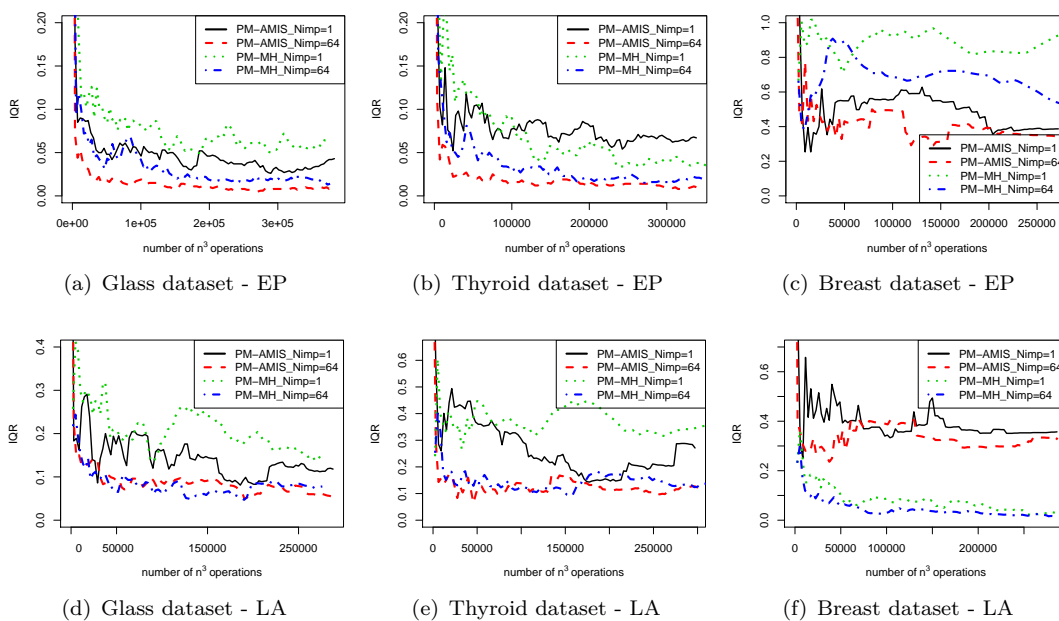 0.00 0.05 0.10 0.15 0.20
IQR
PM−AMIS_Nimp=1
PM−AMIS_Nimp=64
PM−MH_Nimp=1
PM−MH_Nimp=64
0e+00 1e+05 2e+05 3e+05
number of n³ operations
(a) Glass dataset - EP
0.00 0.05 0.10 0.15 0.20
IQR
PM−AMIS_Nimp=1
PM−AMIS_Nimp=64
PM−MH_Nimp=1
PM−MH_Nimp=64
0 100000 200000 300000
number of n³ operations
(b) Thyroid dataset - EP
0.0 0.2 0.4 0.6 0.8 1.0
IQR
PM−AMIS_Nimp=1
PM−AMIS_Nimp=64
PM−MH_Nimp=1
PM−MH_Nimp=64
0 50000 100000 150000 200000 250000
number of n³ operations
(c) Breast dataset - EP
0.0 0.1 0.2 0.3 0.4
IQR
PM−AMIS_Nimp=1
PM−AMIS_Nimp=64
PM−MH_Nimp=1
PM−MH_Nimp=64
0 50000 150000 250000
number of n³ operations
(d) Glass dataset - LA
0.0 0.1 0.2 0.3 0.4 0.5 0.6
IQR
PM−AMIS_Nimp=1
PM−AMIS_Nimp=64
PM−MH_Nimp=1
PM−MH_Nimp=64
0 50000 150000 250000
number of n³ operations
(e) Thyroid dataset - LA
0.0 0.2 0.4 0.6
IQR
PM−AMIS_Nimp=1
PM−AMIS_Nimp=64
PM−MH_Nimp=1
PM−MH_Nimp=64
0 50000 100000 200000
number of n³ operations
(f) Breast dataset - LA